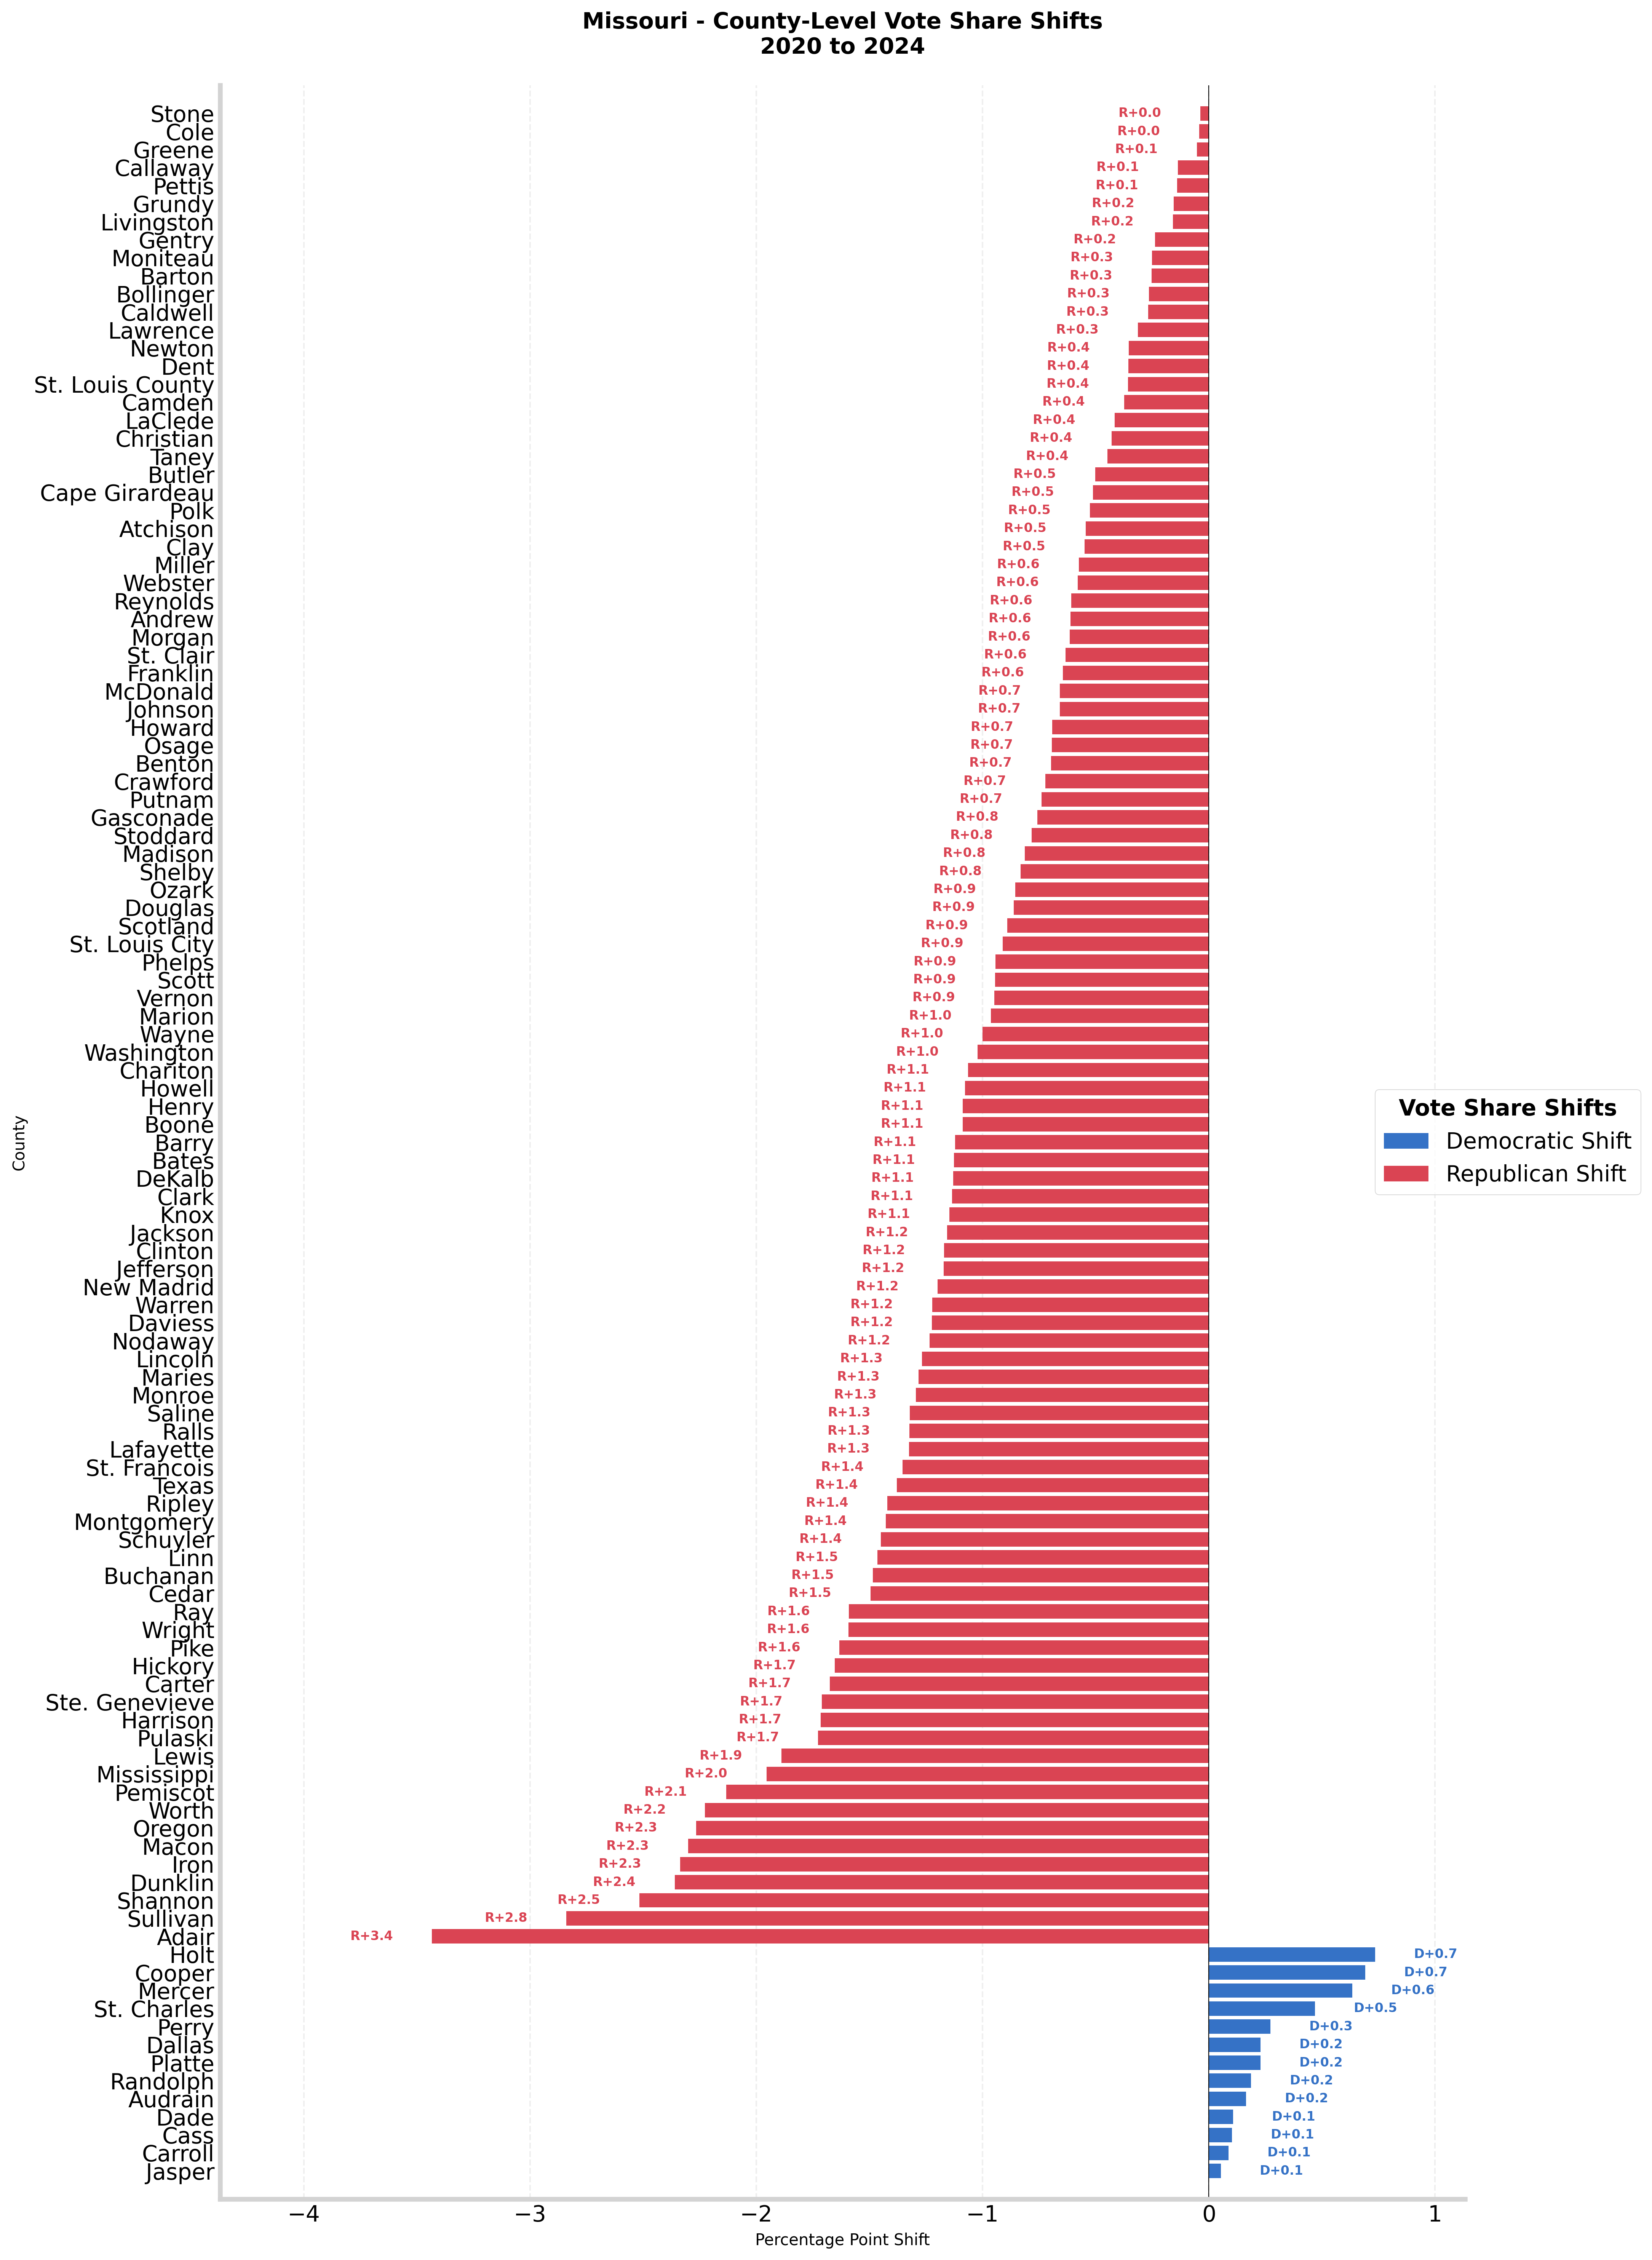 Missouri - County-Level Vote Share Shifts
2020 to 2024
Stone R+0.0
Cole R+0.0
Greene R+0.1
Callaway R+0.1
Pettis R+0.1
Grundy R+0.2
Livingston R+0.2
Gentry R+0.2
Moniteau R+0.3
Barton R+0.3
Bollinger R+0.3
Caldwell R+0.3
Lawrence R+0.3
Newton R+0.4
Dent R+0.4
St. Louis County R+0.4
Camden R+0.4
LaClede R+0.4
Christian R+0.4
Taney R+0.4
Butler R+0.5
Cape Girardeau R+0.5
Polk R+0.5
Atchison R+0.5
Clay R+0.5
Miller R+0.6
Webster R+0.6
Reynolds R+0.6
Andrew R+0.6
Morgan R+0.6
St. Clair R+0.6
Franklin R+0.6
McDonald R+0.7
Johnson R+0.7
Howard R+0.7
Osage R+0.7
Benton R+0.7
Crawford R+0.7
Putnam R+0.7
Gasconade R+0.8
Stoddard R+0.8
Madison R+0.8
Shelby R+0.8
Ozark R+0.9
Douglas R+0.9
Scotland R+0.9
St. Louis City R+0.9
Phelps R+0.9
Scott R+0.9
Vernon R+0.9
Marion R+1.0
Wayne R+1.0
Washington R+1.0
Chariton R+1.1
Howell R+1.1
Henry R+1.1
Boone R+1.1
Barry R+1.1
Bates R+1.1
DeKalb R+1.1
Clark R+1.1
Knox R+1.1
Jackson R+1.2
Clinton R+1.2
Jefferson R+1.2
New Madrid R+1.2
Warren R+1.2
Daviess R+1.2
Nodaway R+1.2
Lincoln R+1.3
Maries R+1.3
Monroe R+1.3
Saline R+1.3
Ralls R+1.3
Lafayette R+1.3
St. Francois R+1.4
Texas R+1.4
Ripley R+1.4
Montgomery R+1.4
Schuyler R+1.4
Linn R+1.5
Buchanan R+1.5
Cedar R+1.5
Ray R+1.6
Wright R+1.6
Pike R+1.6
Hickory R+1.7
Carter R+1.7
Ste. Genevieve R+1.7
Harrison R+1.7
Pulaski R+1.7
Lewis R+1.9
Mississippi R+2.0
Pemiscot R+2.1
Worth R+2.2
Oregon R+2.3
Macon R+2.3
Iron R+2.3
Dunklin R+2.4
Shannon R+2.5
Sullivan R+2.8
Adair R+3.4
Holt D+0.7
Cooper D+0.7
Mercer D+0.6
St. Charles D+0.5
Perry D+0.3
Dallas D+0.2
Platte D+0.2
Randolph D+0.2
Audrain D+0.2
Dade D+0.1
Cass D+0.1
Carroll D+0.1
Jasper D+0.1
County
Vote Share Shifts
Democratic Shift
Republican Shift
−4 −3 −2 −1 0 1
Percentage Point Shift